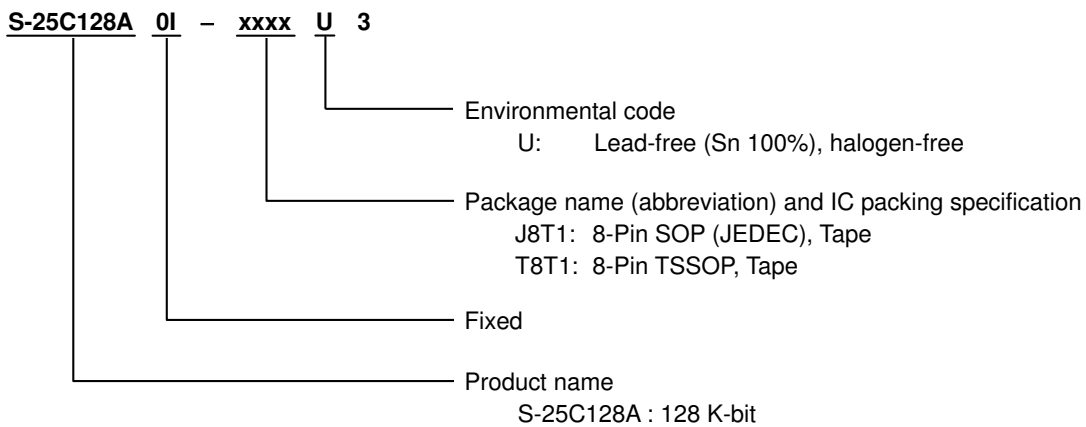 S-25C128A 0I – xxxx U 3
Environmental code
U: Lead-free (Sn 100%), halogen-free
Package name (abbreviation) and IC packing specification
J8T1: 8-Pin SOP (JEDEC), Tape
T8T1: 8-Pin TSSOP, Tape
Fixed
Product name
S-25C128A : 128 K-bit